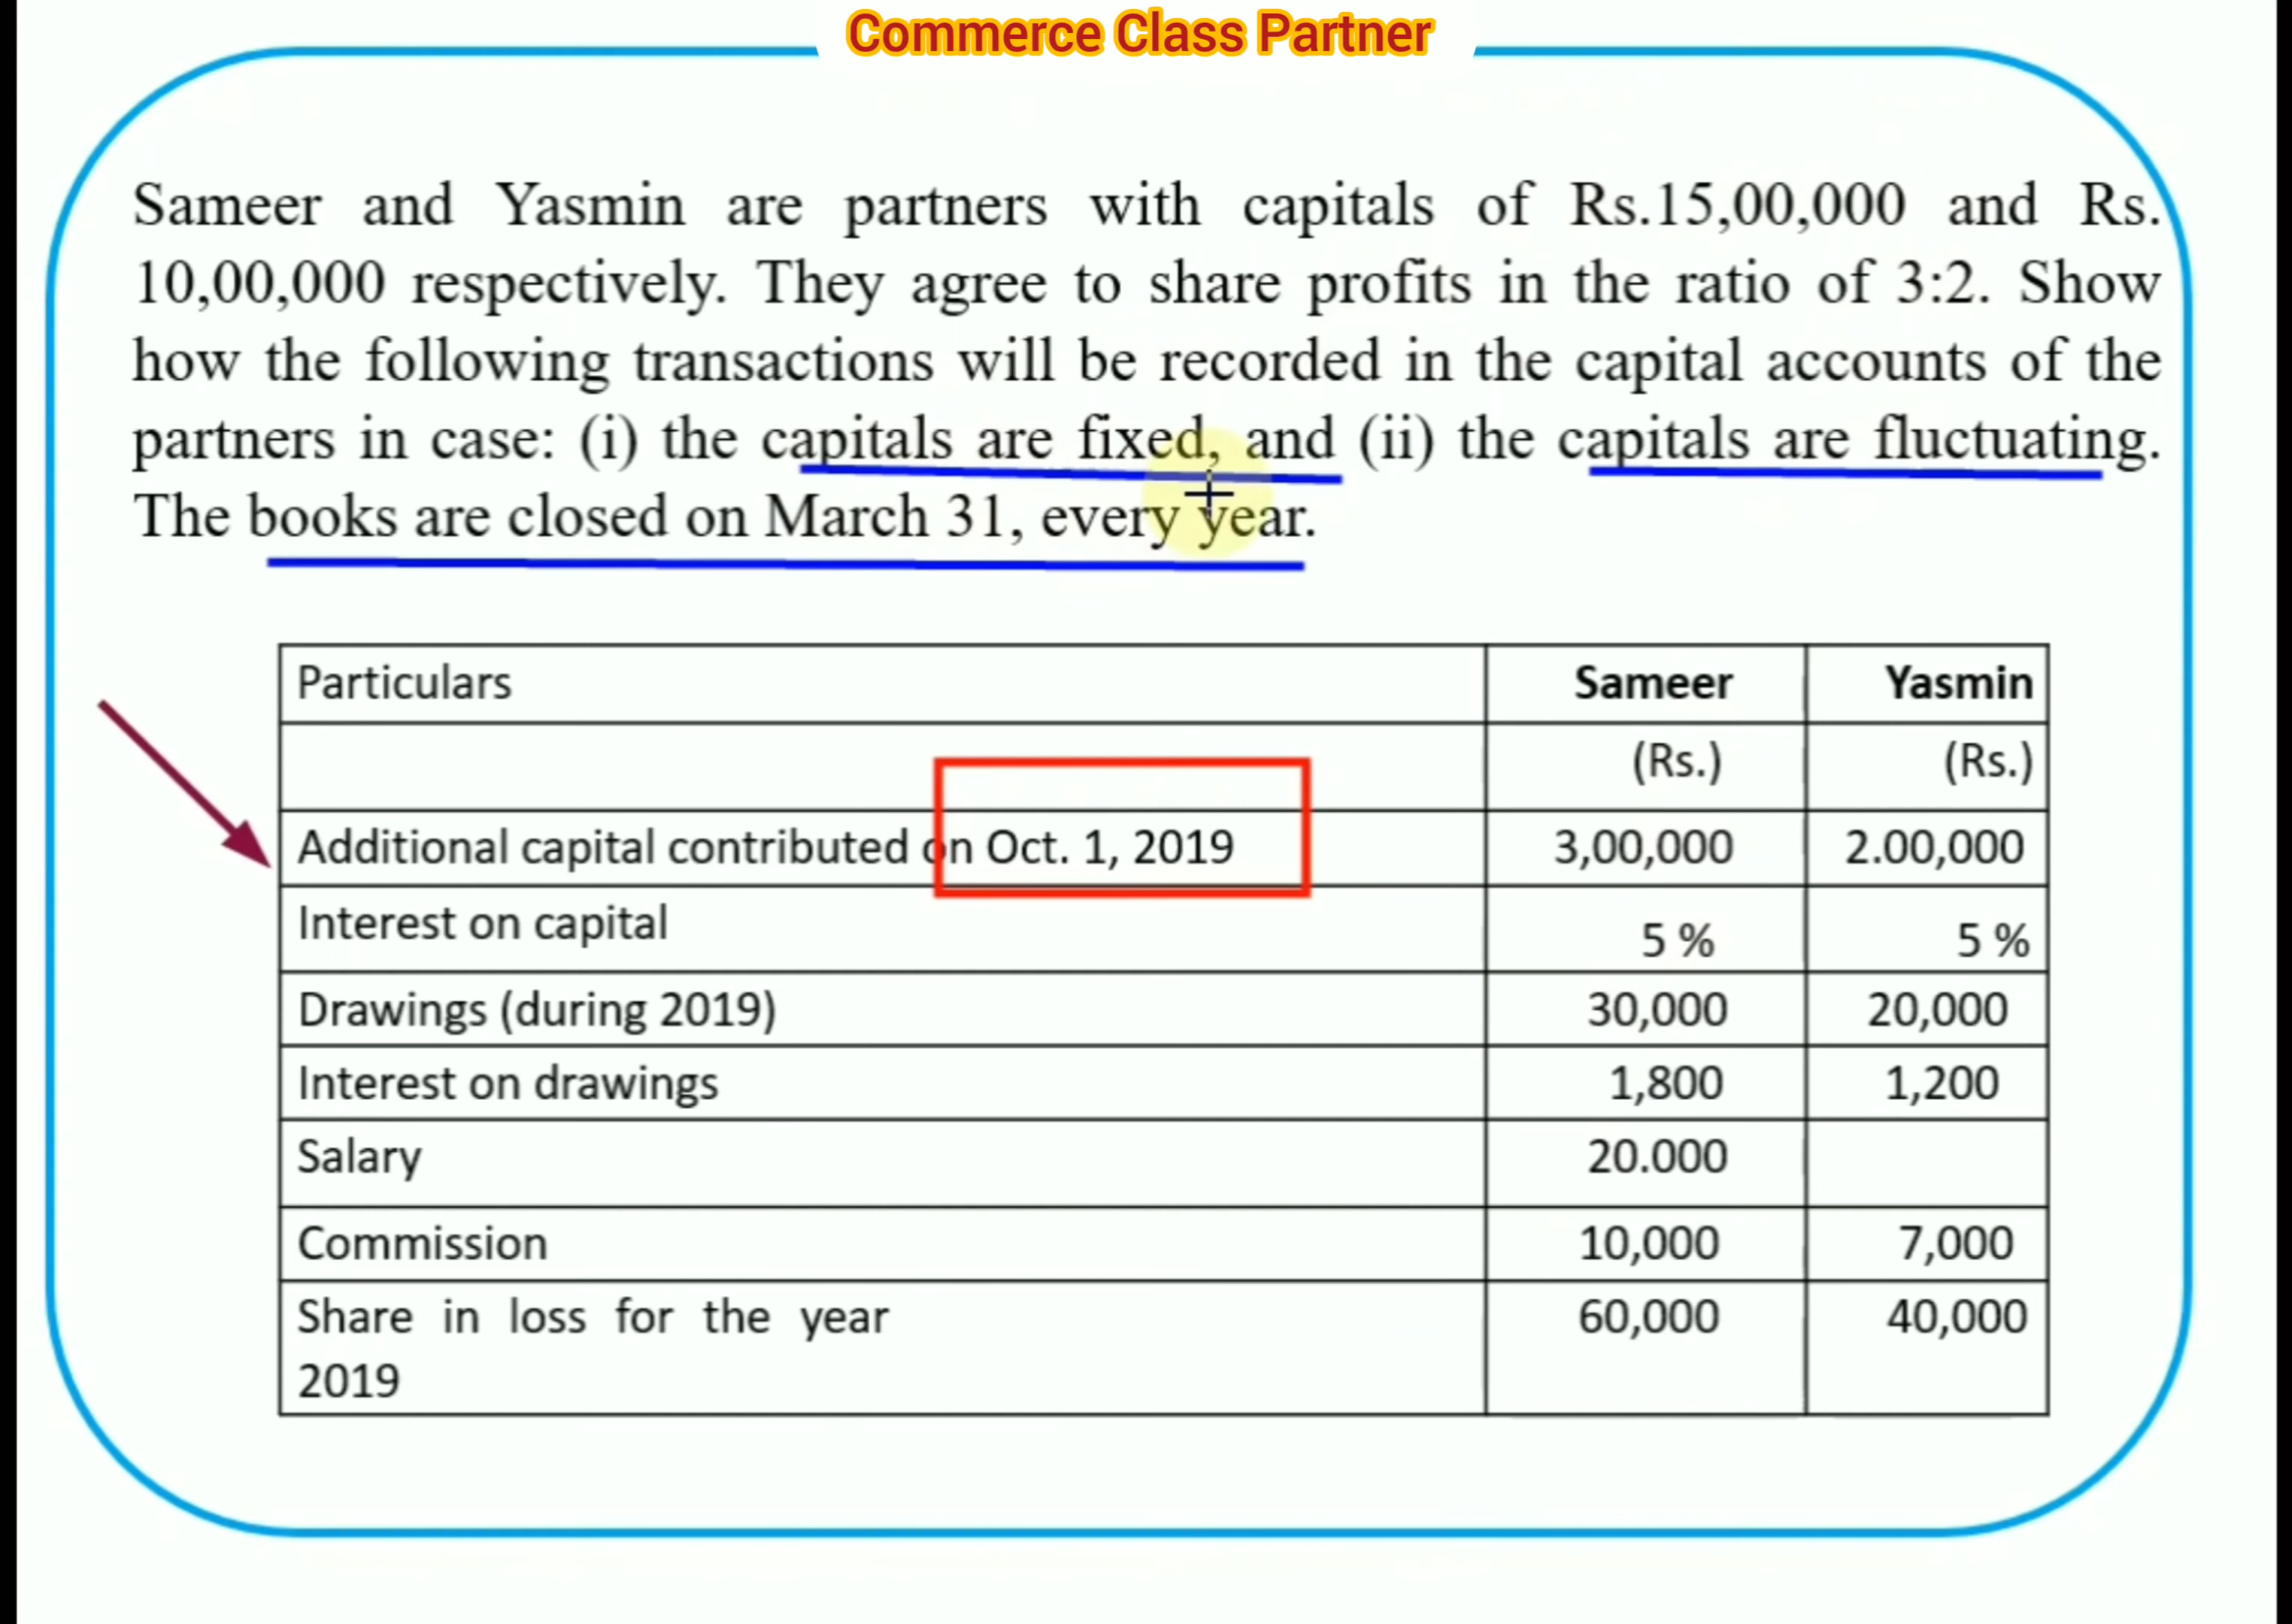 Commerce Class Partner
Sameer and Yasmin are partners with capitals of Rs.15,00,000 and Rs.
10,00,000 respectively. They agree to share profits in the ratio of 3:2. Show
how the following transactions will be recorded in the capital accounts of the
partners in case: (i) the capitals are fixed, and (ii) the capitals are fluctuating.
The books are closed on March 31, every year.
Particulars Sameer Yasmin
(Rs.) (Rs.)
Additional capital contributed on Oct. 1, 2019 3,00,000 2.00,000
Interest on capital 5 % 5 %
Drawings (during 2019) 30,000 20,000
Interest on drawings 1,800 1,200
Salary 20.000
Commission 10,000 7,000
Share in loss for the year 60,000 40,000
2019